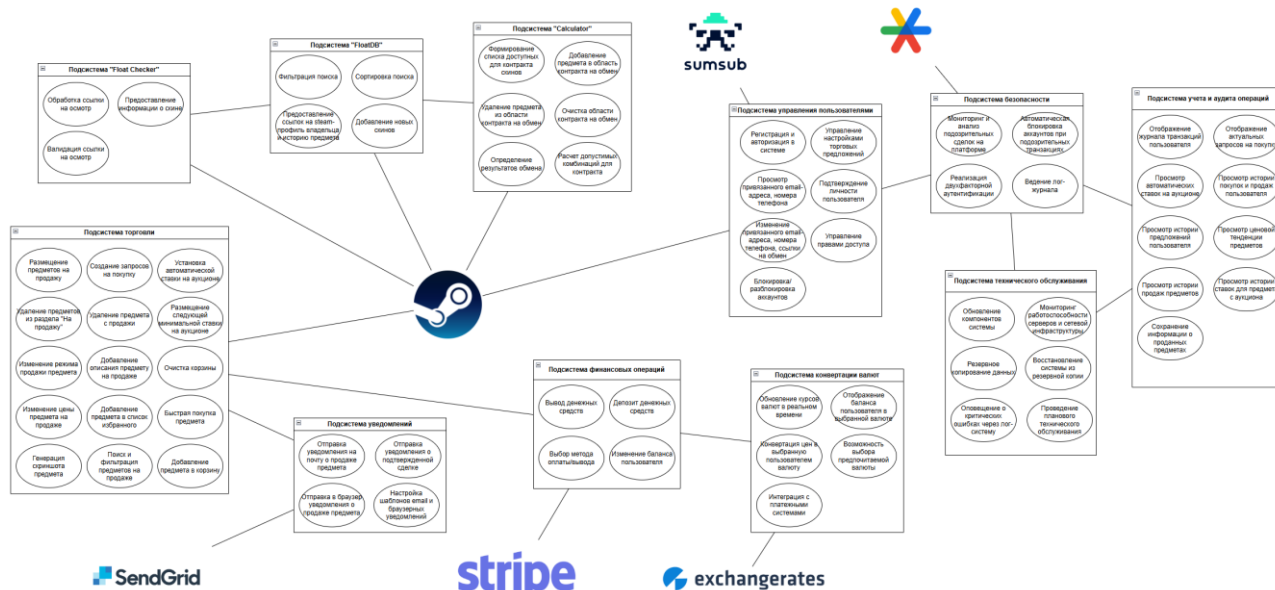 Подсистема "Float Checker"
Обработка ссылки
на осмотр
Предоставление
информации о скине
Валидация ссылки
на осмотр
Подсистема "FloatDB"
Фильтрация поиска
Сортировка поиска
Предоставление
ссылок на steam-
профиль владельца
и историю предмета
Добавление новых
скинов
Подсистема "Calculator"
Формирование
списка доступных
для контракта
скинов
Добавление
предмета в область
контракта на обмен
Удаление предмета
из области
контракта на обмен
Очистка области
контракта на обмен
Определение
результатов обмена
Расчет допустимых
комбинаций для
контракта
sumsub
Подсистема управления пользователями
Регистрация и
авторизация в
системе
Управление
настройками
торговых
предложений
Просмотр
привязанного email-
адреса, номера
телефона
Подтверждение
личности
пользователя
Изменение
привязанного email-
адреса, номера
телефона, ссылки
на обмен
Управление
правами доступа
Блокировка/
разблокировка
аккаунтов
Подсистема безопасности
Мониторинг и
анализ
подозрительных
сделок на
платформе
Автоматическая
блокировка
аккаунтов при
подозрительных
транзакциях
Реализация
двухфакторной
аутентификации
Ведение лог-
журнала
Подсистема учета и аудита операций
Отображение
журнала транзакций
пользователя
Отображение
актуальных
запросов на покупку
Просмотр
автоматических
ставок на аукционе
Просмотр истории
покупок и продаж
пользователя
Просмотр истории
предложений
пользователя
Просмотр ценовой
тенденции
предметов
Просмотр истории
продаж предметов
Просмотр истории
ставок для предмета
с аукциона
Сохранение
информации о
проданных
предметах
Подсистема технического обслуживания
Обновление
компонентов
системы
Мониторинг
работоспособности
серверов и сетевой
инфраструктуры
Резервное
копирование данных
Восстановление
системы из
резервной копии
Оповещение о
критических
ошибках через лог-
систему
Проведение
планового
технического
обслуживания
Подсистема торговли
Размещение
предметов на
продажу
Создание запросов
на покупку
Установка
автоматической
ставки на аукционе
Удаление предметов
из раздела "На
продажу"
Удаление предмета
с продажи
Размещение
следующей
минимальной ставки
на аукционе
Изменение режима
продажи предмета
Добавление
описания предмету
на продаже
Очистка корзины
Изменение цены
предмета на
продаже
Добавление
предмета в список
избранного
Быстрая покупка
предмета
Генерация
скриншота
предмета
Поиск и
фильтрация
предметов на
продаже
Добавление
предмета в корзину
Подсистема уведомлений
Отправка
уведомления на
почту о продаже
предмета
Отправка
уведомления о
подтвержденной
сделке
Отправка в браузер
уведомления о
продаже предмета
Настройка
шаблонов email и
браузерных
уведомлений
Подсистема финансовых операций
Вывод денежных
средств
Депозит денежных
средств
Выбор метода
оплаты/вывода
Изменение баланса
пользователя
Подсистема конвертации валют
Обновление курсов
валют в реальном
времени
Отображение
баланса
пользователя в
выбранной валюте
Конвертация цен в
выбранную
пользователем
валюту
Возможность
выбора
предпочитаемой
валюты
Интеграция с
платежными
системами
SendGrid
stripe
exchangerates